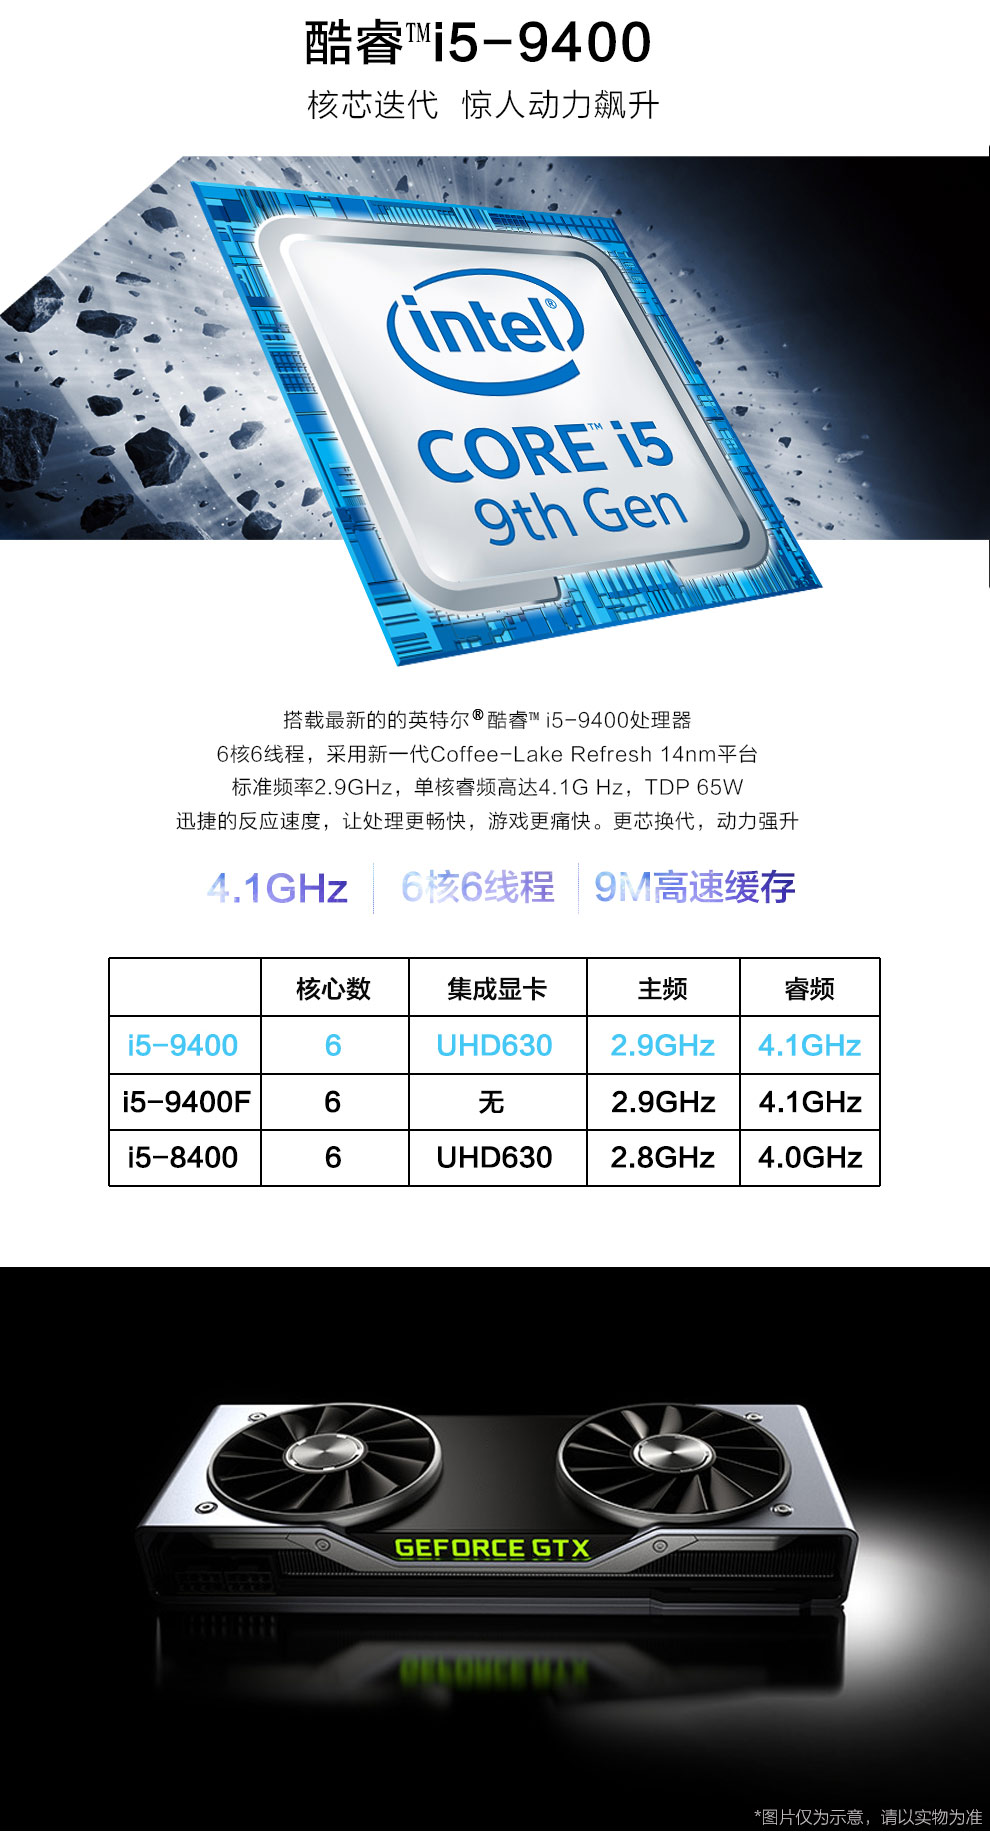 酷睿™i5-9400
核芯迭代 惊人动力飙升
intel®
CORE™ i5
9th Gen
搭载最新的的英特尔®酷睿™ i5-9400处理器
6核6线程，采用新一代Coffee-Lake Refresh 14nm平台
标准频率2.9GHz，单核睿频高达4.1G Hz，TDP 65W
迅捷的反应速度，让处理更畅快，游戏更痛快。更芯换代，动力强升
4.1GHz 6核6线程 9M高速缓存
核心数 集成显卡 主频 睿频
i5-9400 6 UHD630 2.9GHz 4.1GHz
i5-9400F 6 无 2.9GHz 4.1GHz
i5-8400 6 UHD630 2.8GHz 4.0GHz
GEFORCE GTX
*图片仅为示意，请以实物为准